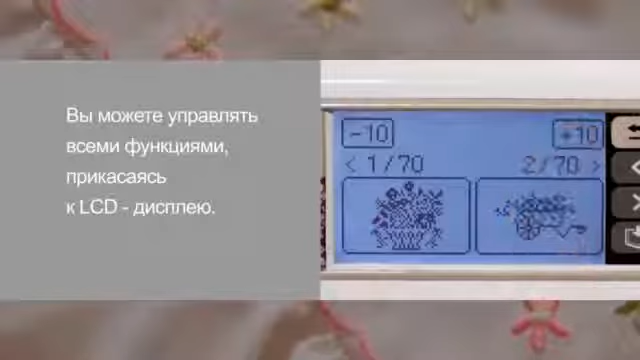 Вы можете управлять
всеми функциями,
прикасаясь
к LCD - дисплею.
-10
+10
< 1/70
2/70 >